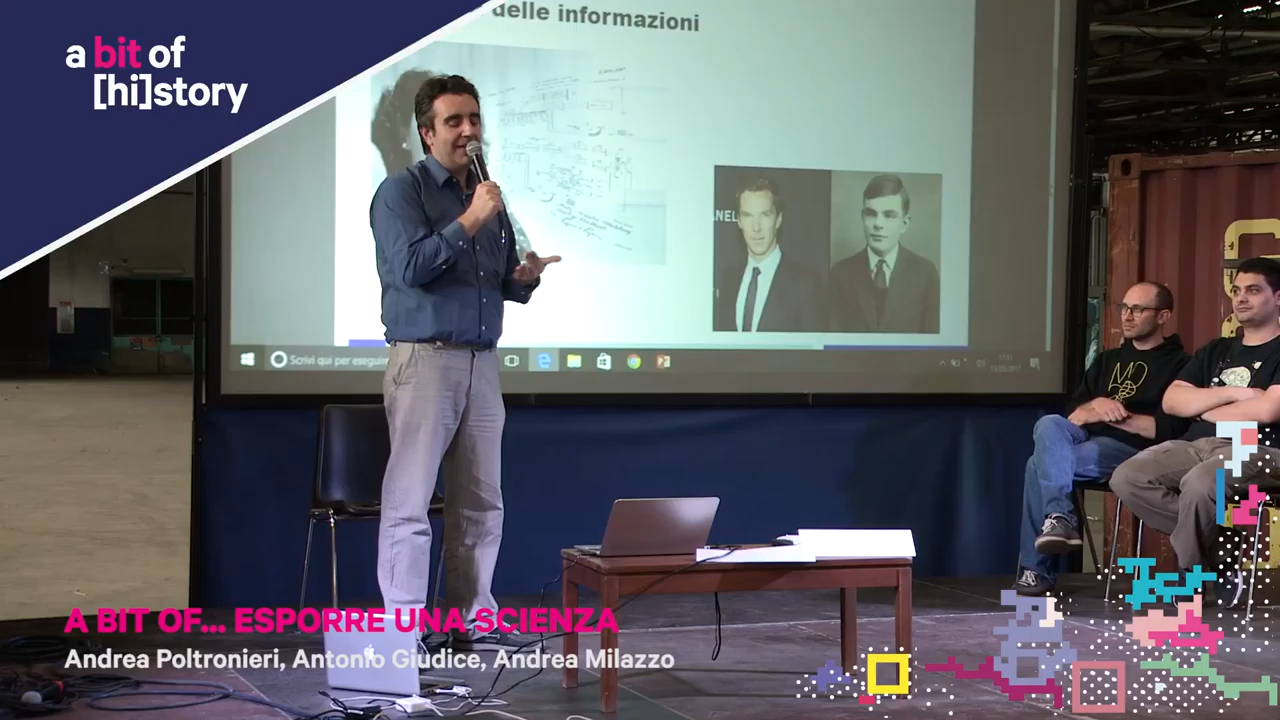 a bit of
[hi]story
delle informazioni
ANEL
Scrivi qui per eseguire
A BIT OF... ESPORRE UNA SCIENZA
Andrea Poltronieri, Antonio Giudice, Andrea Milazzo